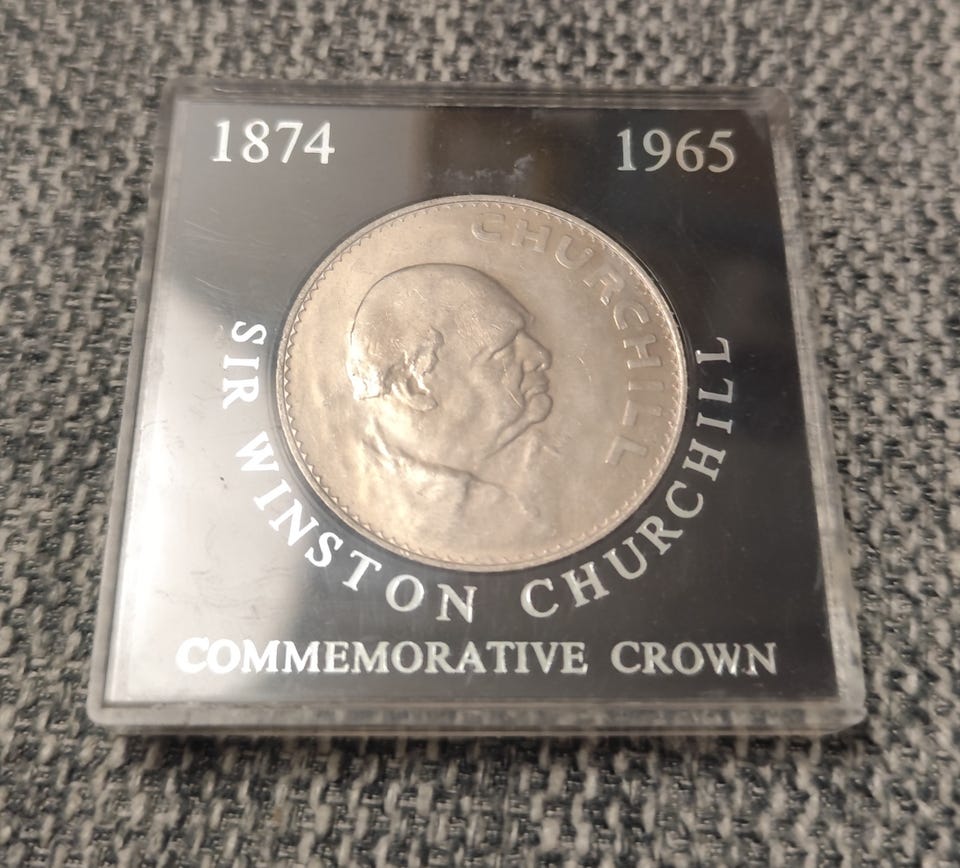 1874 1965
CHURCHILL
SIR WINSTON CHURCHILL
COMMEMORATIVE CROWN